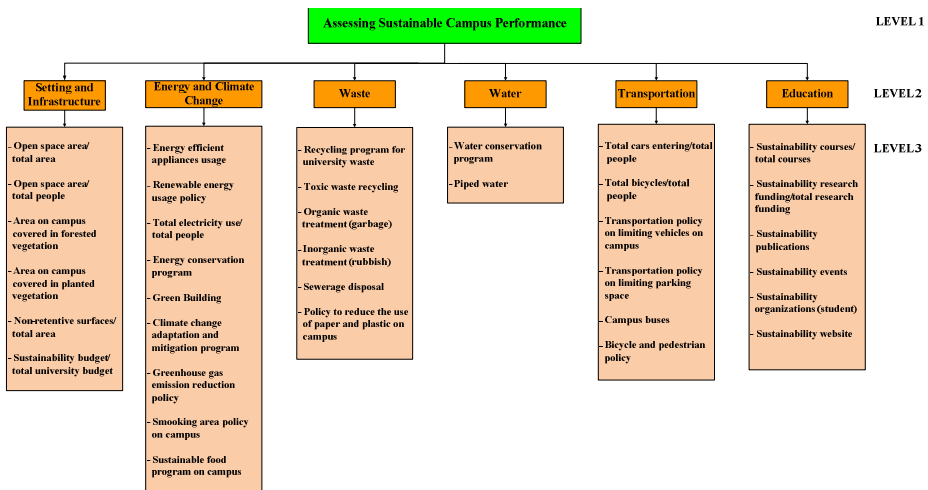 Assessing Sustainable Campus Performance
LEVEL 1
Setting and
Infrastructure
Energy and Climate
Change
Waste
Water
Transportation
Education
LEVEL 2
LEVEL 3
- Open space area/
total area
- Open space area/
total people
- Area on campus
covered in forested
vegetation
- Area on campus
covered in planted
vegetation
- Non-retentive surfaces/
total area
- Sustainability budget/
total university budget
- Energy efficient
appliances usage
- Renewable energy
usage policy
- Total electricity use/
total people
- Energy conservation
program
- Green Building
- Climate change
adaptation and
mitigation program
- Greenhouse gas
emission reduction
policy
- Smooking area policy
on campus
- Sustainable food
program on campus
- Recycling program for
university waste
- Toxic waste recycling
- Organic waste
treatment (garbage)
- Inorganic waste
treatment (rubbish)
- Sewerage disposal
- Policy to reduce the use
of paper and plastic on
campus
- Water conservation
program
- Piped water
- Total cars entering/total
people
- Total bicycles/total
people
- Transportation policy
on limiting vehicles on
campus
- Transportation policy
on limiting parking
space
- Campus buses
- Bicycle and pedestrian
policy
- Sustainability courses/
total courses
- Sustainability research
funding/total research
funding
- Sustainability
publications
- Sustainability events
- Sustainability
organizations (student)
- Sustainability website